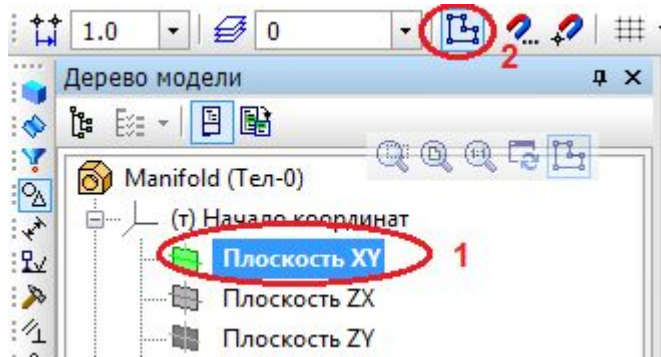 1.0 0
2
Дерево модели
Manifold (Тел-0)
(т) Начало координат
Плоскость XY 1
Плоскость ZX
Плоскость ZY